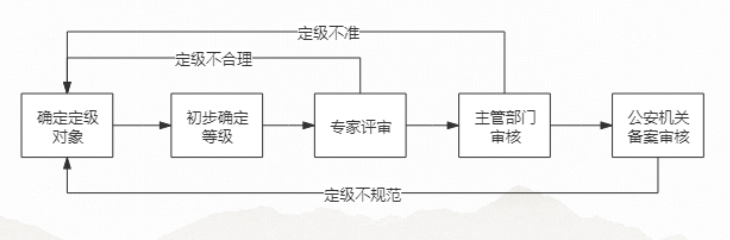 定级不准
定级不合理
确定定级
对象
初步确定
等级
专家评审
主管部门
审核
公安机关
备案审核
定级不规范